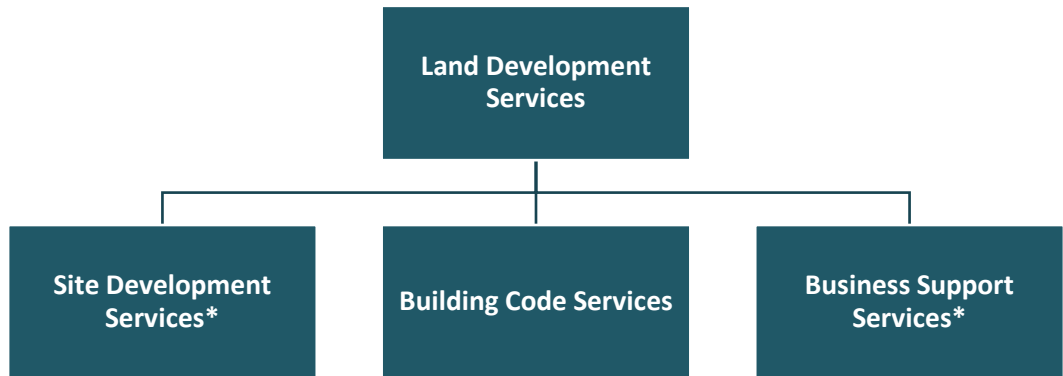 Land Development
Services
Site Development
Services*
Building Code Services
Business Support
Services*